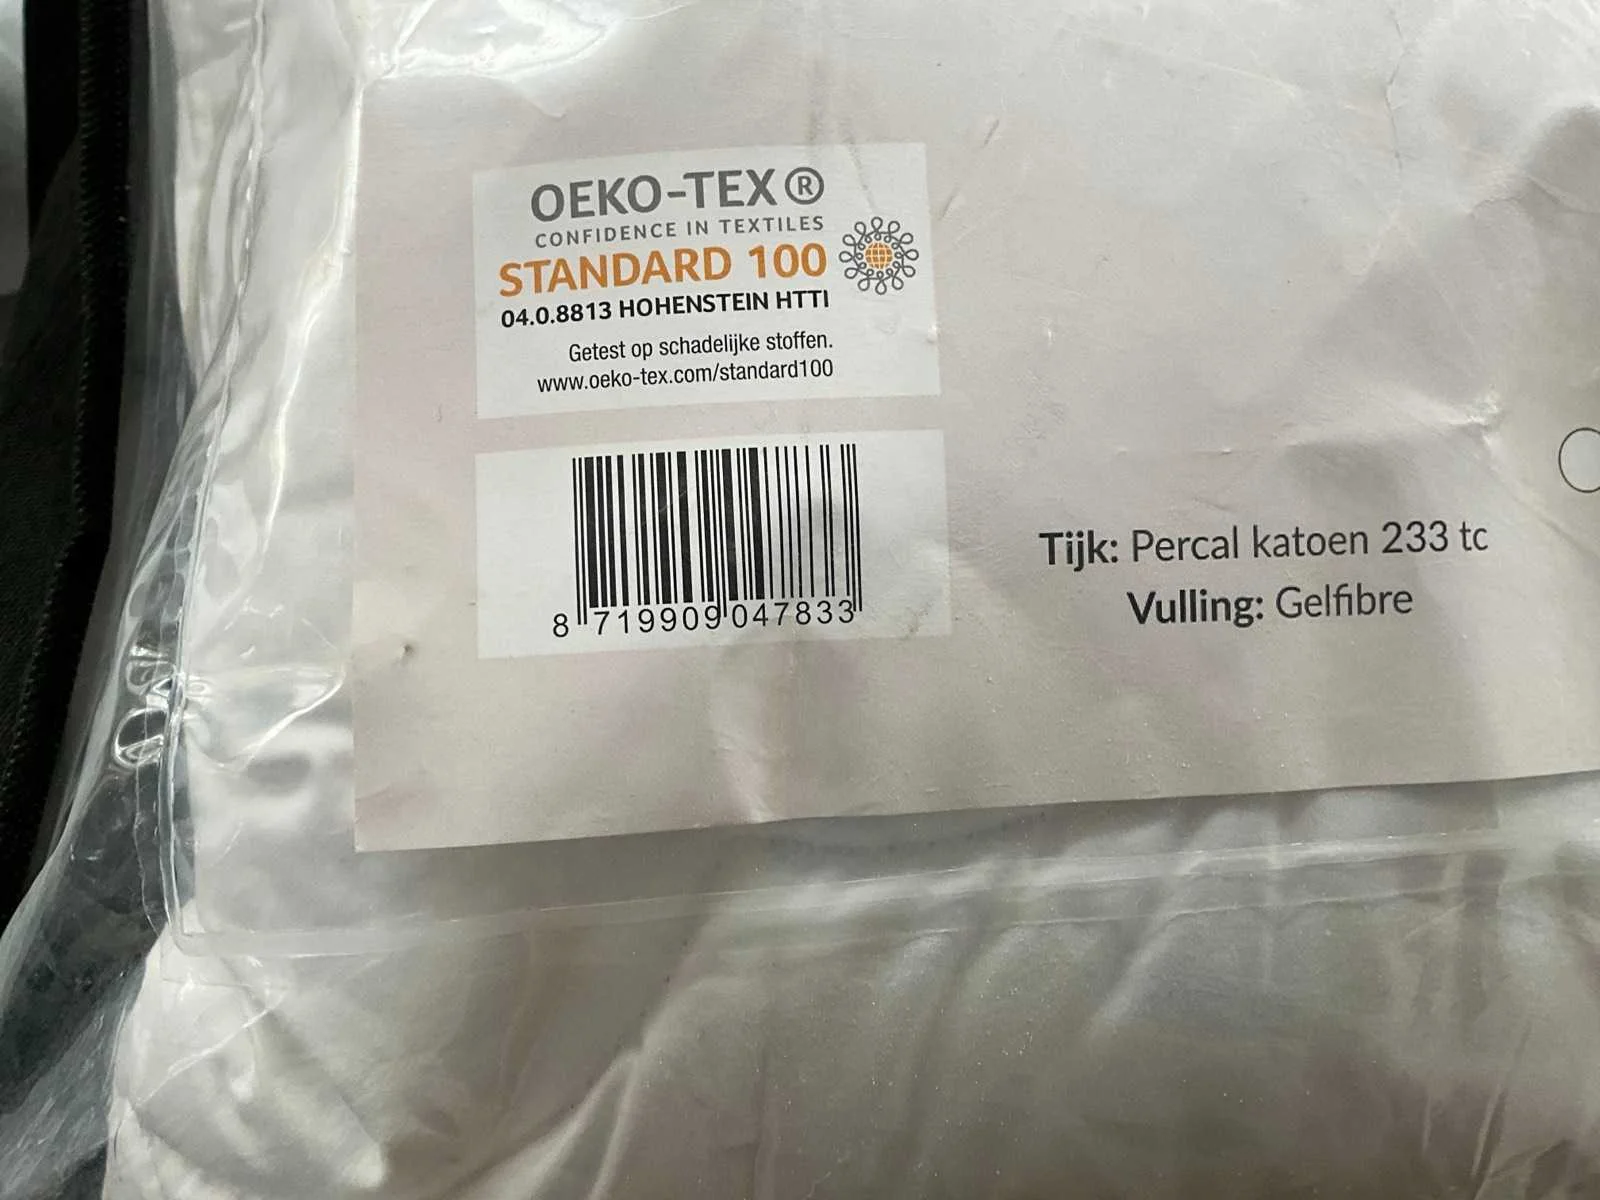 OEKO-TEX®
CONFIDENCE IN TEXTILES
STANDARD 100
04.0.8813 HOHENSTEIN HTTI
Getest op schadelijke stoffen.
www.oeko-tex.com/standard100
8 719909 047833
Tijk: Percal katoen 233 tc
Vulling: Gelfibre